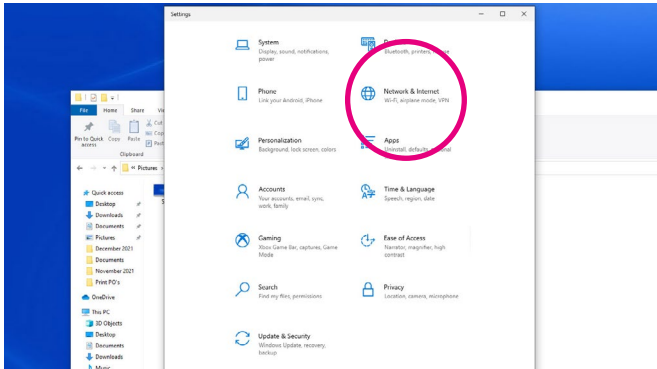 Settings
System
Display, sound, notifications,
power
Bluetooth, printers,
Phone
Link your Android, iPhone
Network & Internet
Wi-Fi, airplane mode, VPN
Personalization
Background, lock screen, colors
Apps
Uninstall, defaults,
Accounts
Your accounts, email, sync,
work, family
Time & Language
Speech, region, date
Gaming
Xbox Game Bar, captures, Game
Mode
Ease of Access
Narrator, magnifier, high
contrast
Search
Find my files, permissions
Privacy
Location, camera, microphone
Update & Security
Windows Update, recovery,
backup
File Home Share
Pin to Quick
access
Copy
Paste
Cut
Clipboard
« Pictures
Quick access
Desktop
Downloads
Documents
Pictures
December 2021
Documents
November 2021
Print PO's
OneDrive
This PC
3D Objects
Desktop
Documents
Downloads
Music